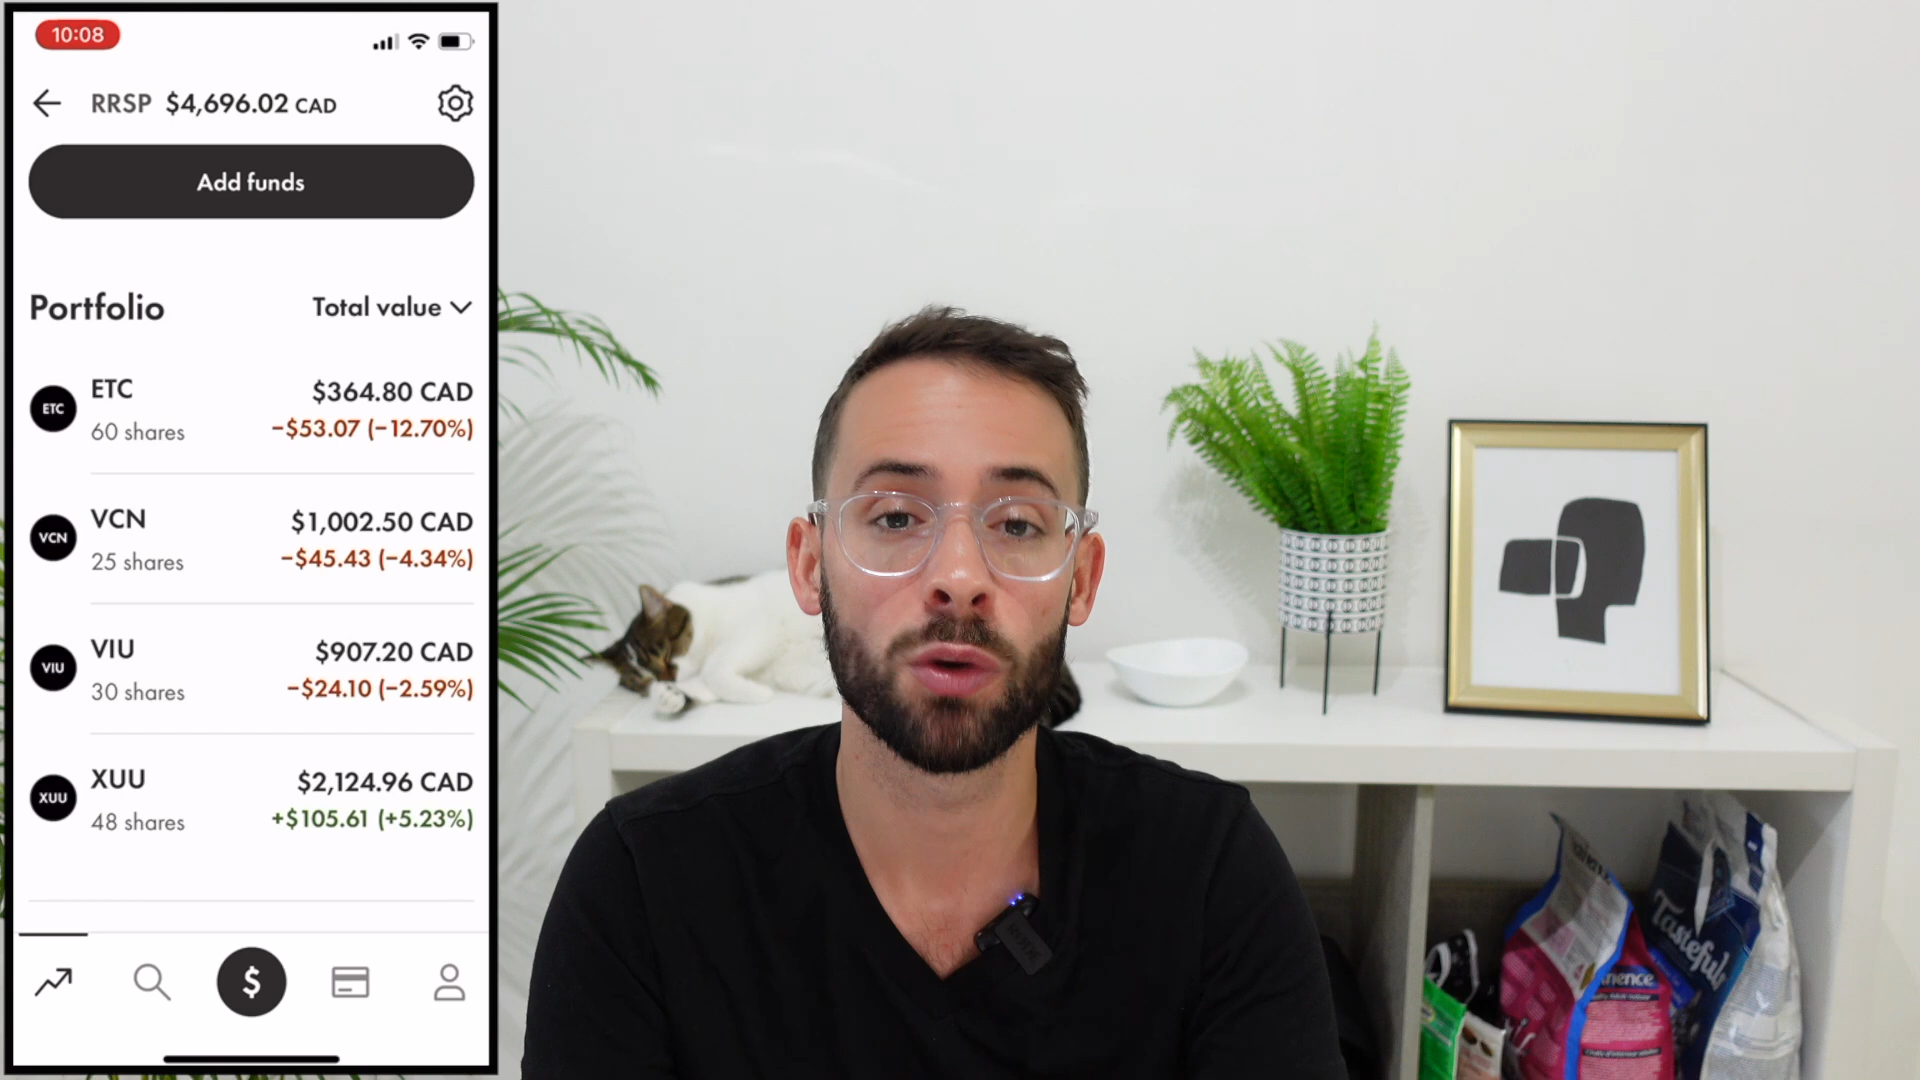 10:08
RRSP $4,696.02 CAD
Add funds
Portfolio Total value
ETC ETC $364.80 CAD
60 shares −$53.07 (−12.70%)
VCN VCN $1,002.50 CAD
25 shares −$45.43 (−4.34%)
VIU VIU $907.20 CAD
30 shares −$24.10 (−2.59%)
XUU XUU $2,124.96 CAD
48 shares +$105.61 (+5.23%)
$
Tasteful